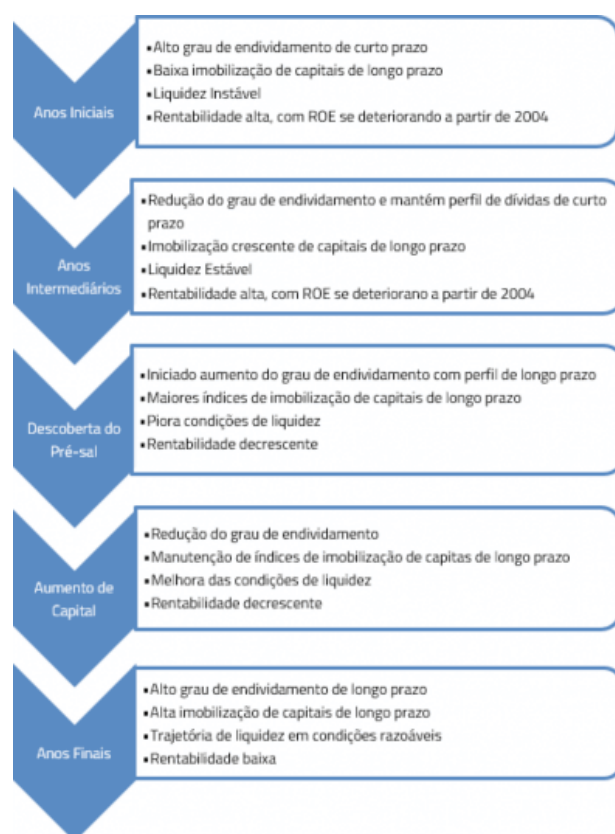 Anos Iniciais
▪Alto grau de endividamento de curto prazo
▪Baixa imobilização de capitais de longo prazo
▪Liquidez Instável
▪Rentabilidade alta, com ROE se deteriorando a partir de 2004
Anos
Intermediários
▪Redução do grau de endividamento e mantém perfil de dívidas de curto
prazo
▪Imobilização crescente de capitais de longo prazo
▪Liquidez Estável
▪Rentabilidade alta, com ROE se deteriorano a partir de 2004
Descoberta do
Pré-sal
▪Iniciado aumento do grau de endividamento com perfil de longo prazo
▪Maiores índices de imobilização de capitais de longo prazo
▪Piora condições de liquidez
▪Rentabilidade decrescente
Aumento de
Capital
▪Redução do grau de endividamento
▪Manutenção de índices de imobilização de capitas de longo prazo
▪Melhora das condições de liquidez
▪Rentabilidade decrescente
Anos Finais
▪Alto grau de endividamento de longo prazo
▪Alta imobilização de capitais de longo prazo
▪Trajetória de liquidez em condições razoáveis
▪Rentabilidade baixa